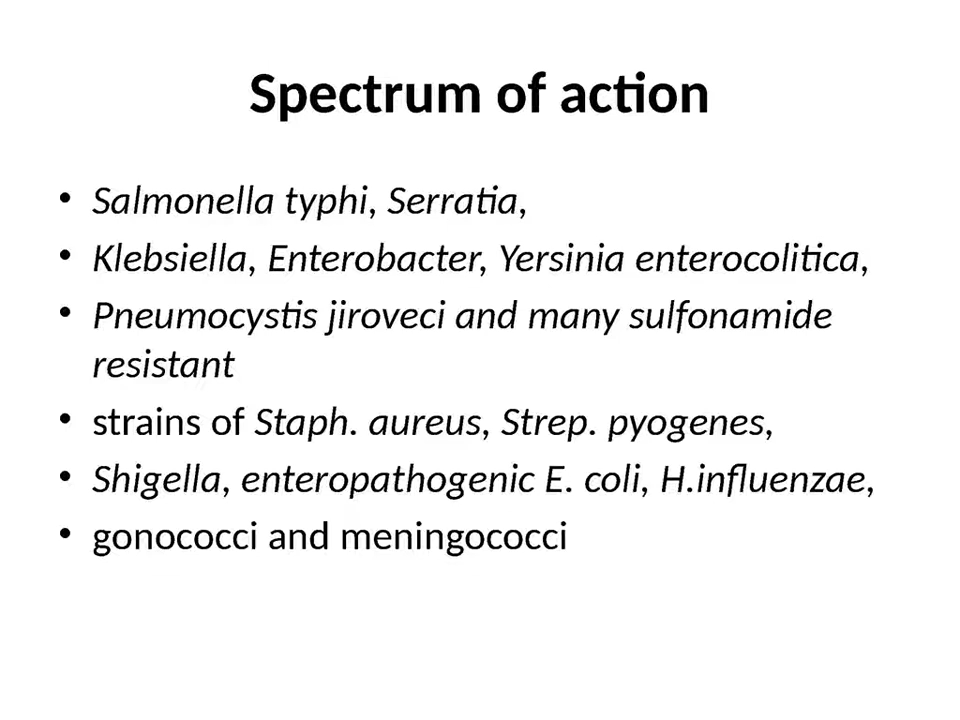 Spectrum of action
• Salmonella typhi, Serratia,
• Klebsiella, Enterobacter, Yersinia enterocolitica,
• Pneumocystis jiroveci and many sulfonamide
resistant
• strains of Staph. aureus, Strep. pyogenes,
• Shigella, enteropathogenic E. coli, H.influenzae,
• gonococci and meningococci